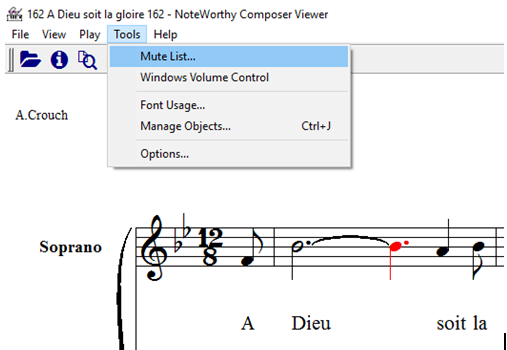 162 A Dieu soit la gloire 162 - NoteWorthy Composer Viewer
File View Play Tools Help
Mute List...
Windows Volume Control
Font Usage...
Manage Objects... Ctrl+J
Options...
A.Crouch
Soprano
12
8
A Dieu soit la